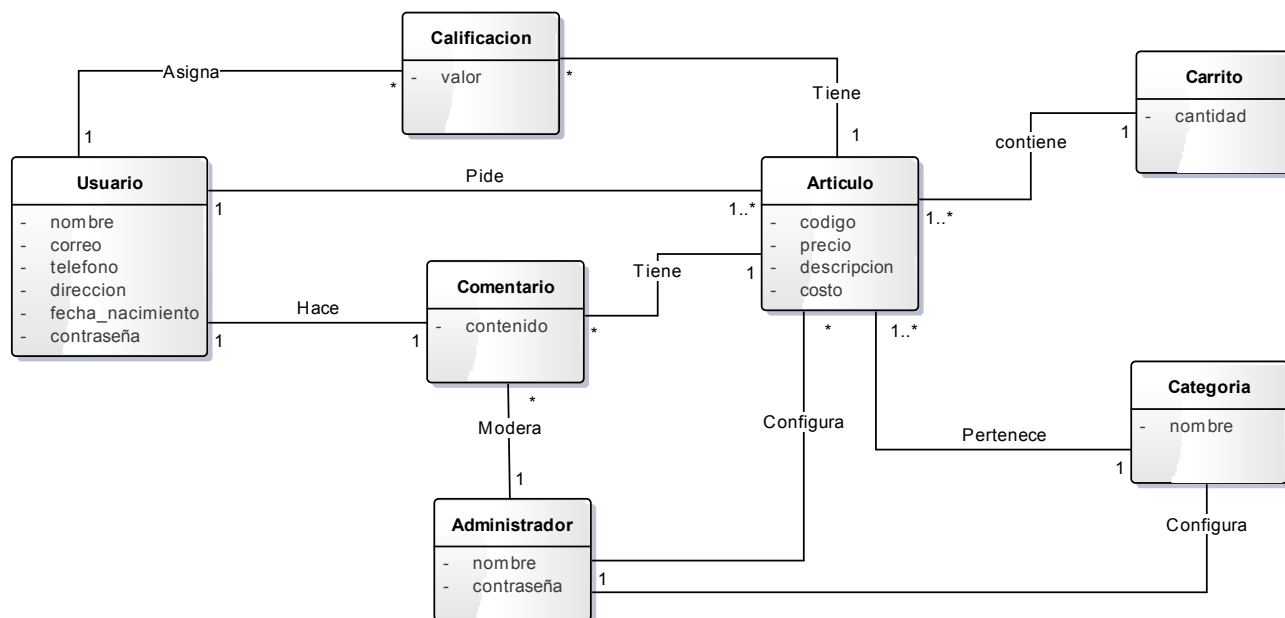 Calificacion
- valor
Asigna
*
*
1
Tiene
1
Carrito
- cantidad
contiene
1
1..*
Usuario
- nombre
- correo
- telefono
- direccion
- fecha_nacimiento
- contraseña
Pide
1
1..*
Articulo
- codigo
- precio
- descripcion
- costo
Hace
1
1
Comentario
- contenido
Tiene
*
1
*
Modera
1
*
Configura
1..*
Pertenece
1
Categoria
- nombre
Configura
Administrador
- nombre
- contraseña
1